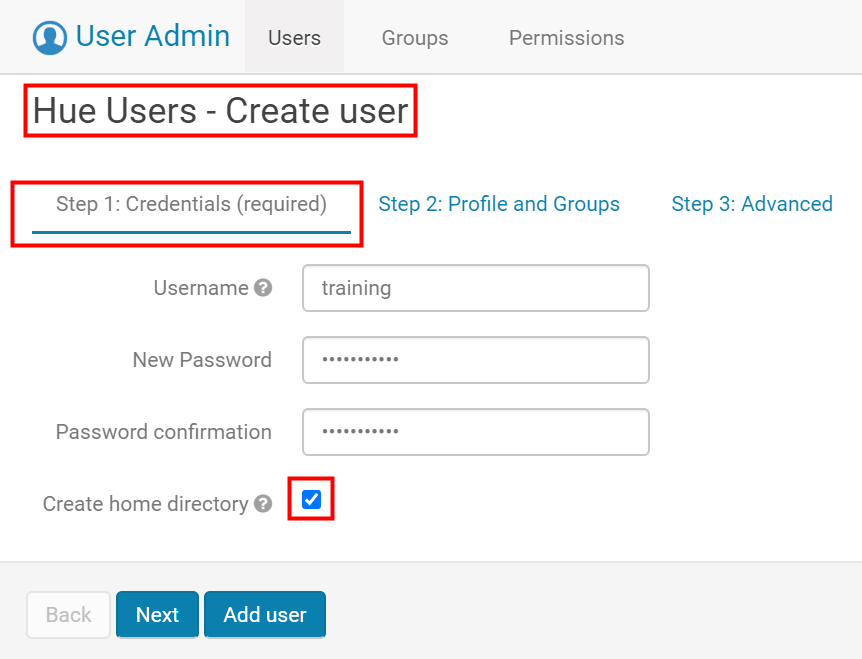 User Admin Users Groups Permissions
Hue Users - Create user
Step 1: Credentials (required) Step 2: Profile and Groups Step 3: Advanced
Username ? training
New Password •••••••••••
Password confirmation •••••••••••
Create home directory ?
Back Next Add user